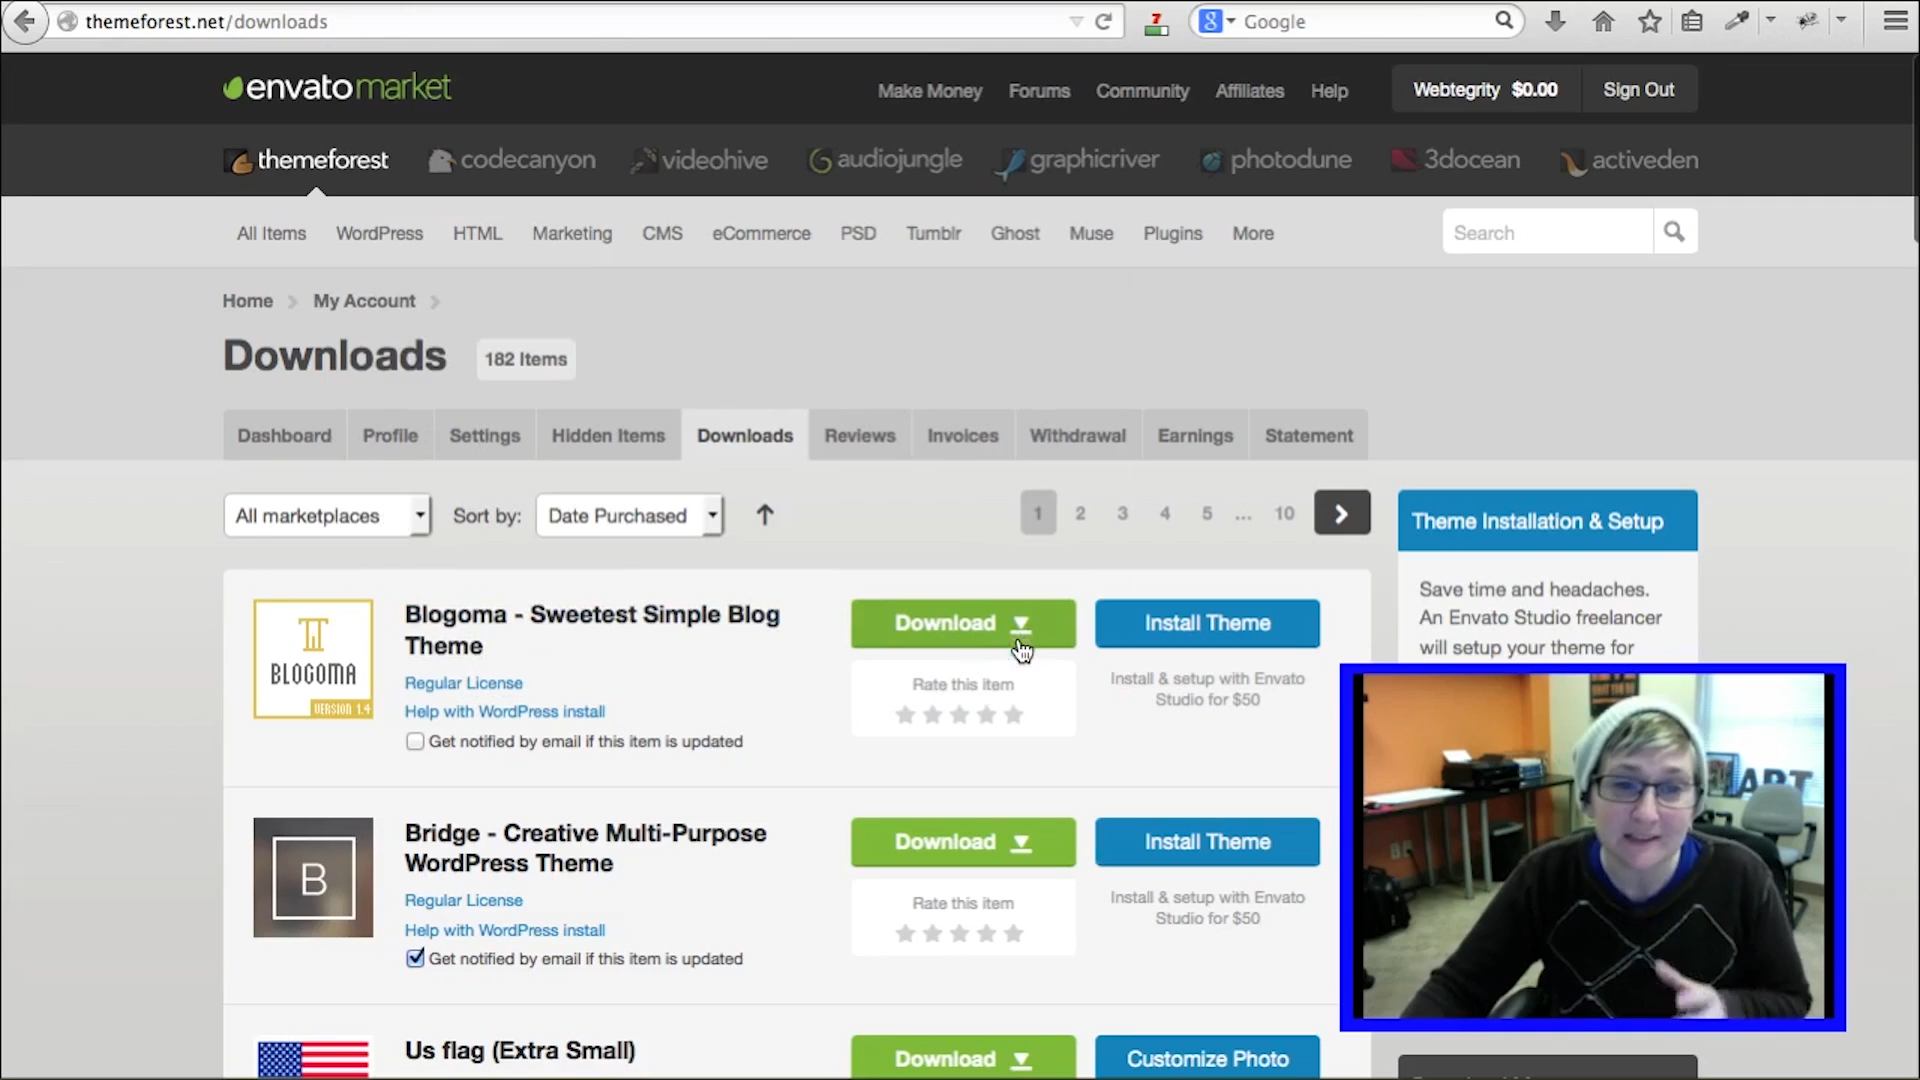 themeforest.net/downloads
7
Google
envato market
Make Money Forums Community Affiliates Help Webtegrity $0.00 Sign Out
themeforest codecanyon videohive audiojungle graphicriver photodune 3docean activeden
All Items WordPress HTML Marketing CMS eCommerce PSD Tumblr Ghost Muse Plugins More Search
Home My Account
Downloads 182 Items
Dashboard Profile Settings Hidden Items Downloads Reviews Invoices Withdrawal Earnings Statement
All marketplaces Sort by: Date Purchased 1 2 3 4 5 ... 10
Theme Installation & Setup
Save time and headaches.
An Envato Studio freelancer
will setup your theme for
BLOGOMA
VERSION 1.4
Blogoma - Sweetest Simple Blog
Theme
Regular License
Help with WordPress install
Get notified by email if this item is updated
Download
Rate this item
Install Theme
Install & setup with Envato
Studio for $50
B
Bridge - Creative Multi-Purpose
WordPress Theme
Regular License
Help with WordPress install
Get notified by email if this item is updated
Download
Rate this item
Install Theme
Install & setup with Envato
Studio for $50
Us flag (Extra Small)
Download
Customize Photo
ART